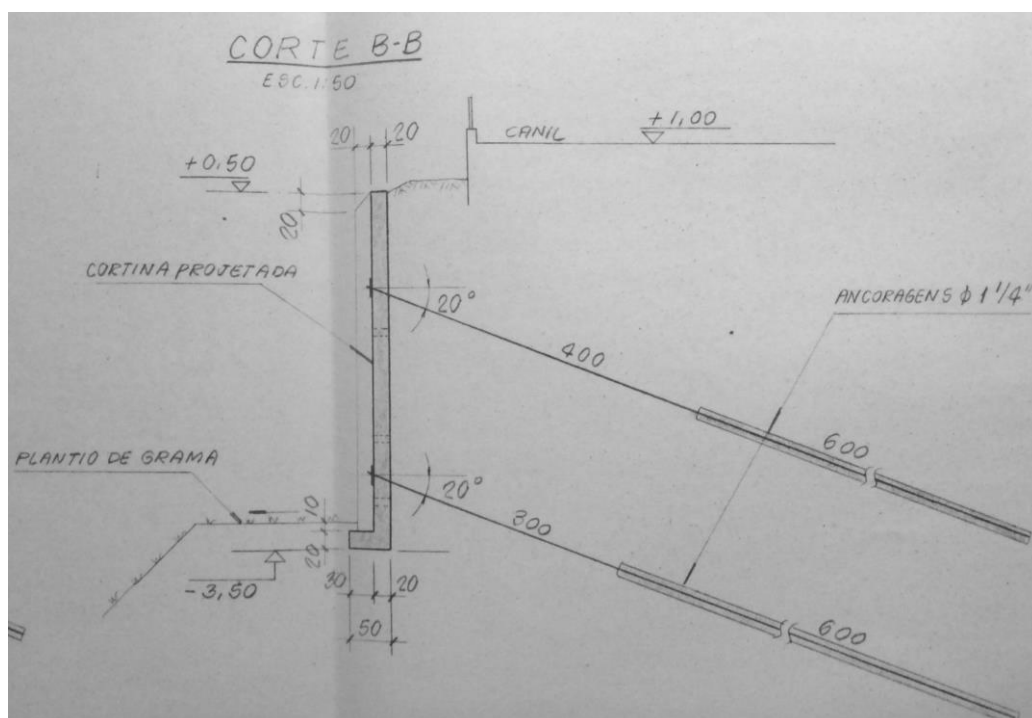 CORTE B-B
ESC. 1:50
+1,00
20 20
CANIL
+0,50
20
CORTINA PROJETADA
20°
ANCORAGENS ϕ 1 1/4"
400
600
PLANTIO DE GRAMA
20°
10
300
20
-3,50
30 20
50
600